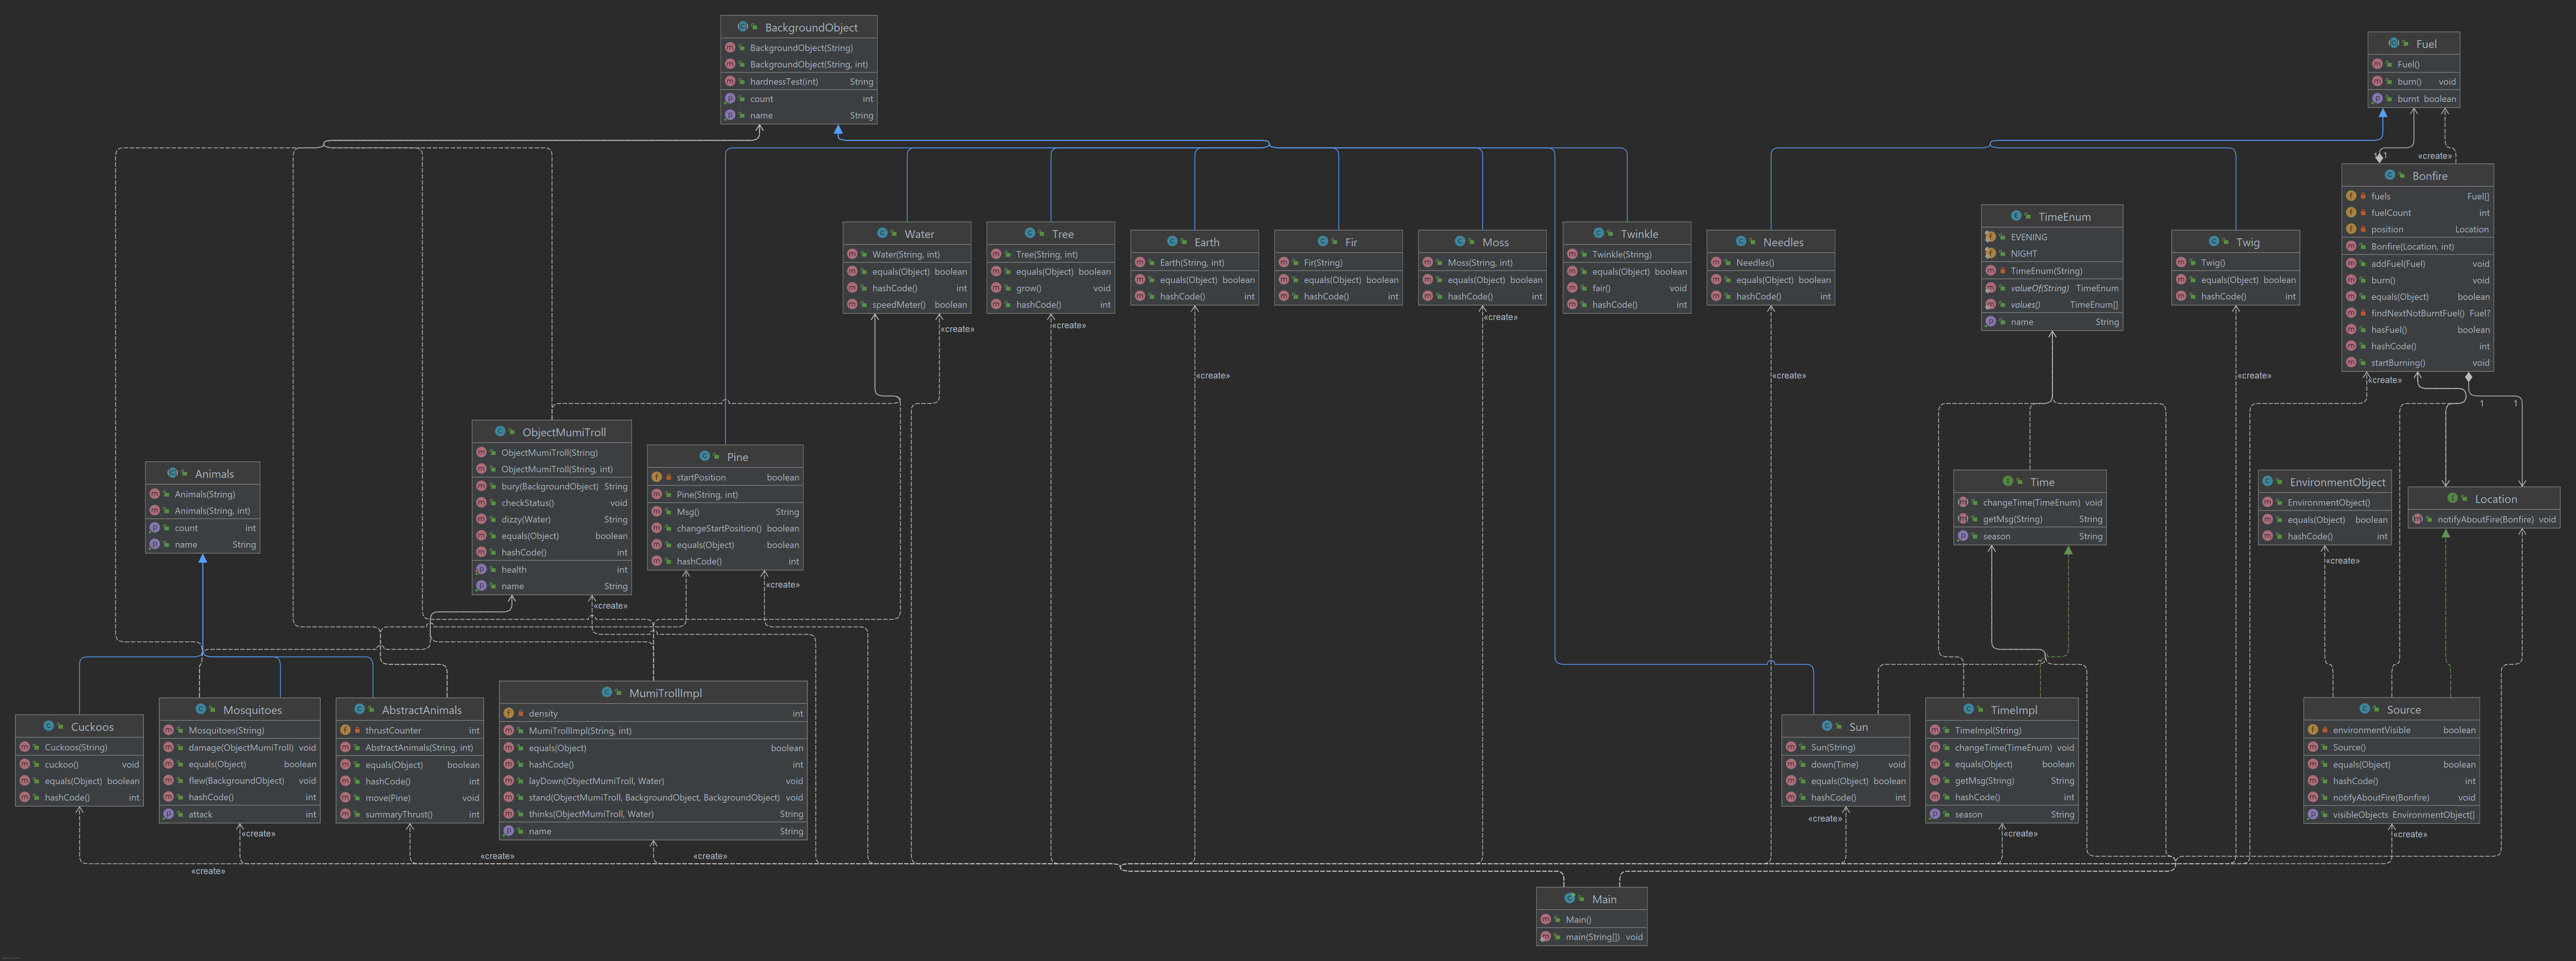 BackgroundObject
BackgroundObject(String)
BackgroundObject(String, int)
hardnessTest(int) String
count int
name String
Fuel
Fuel()
burn() void
burnt boolean
1
«create»
Bonfire
fuels Fuel[]
fuelCount int
position Location
Bonfire(Location, int)
addFuel(Fuel) void
burn() void
equals(Object) boolean
findNextNotBurntFuel() Fuel?
hasFuel() boolean
hashCode() int
startBurning() void
Water
Water(String, int)
equals(Object) boolean
hashCode() int
speedMeter() boolean
Tree
Tree(String, int)
equals(Object) boolean
grow() void
hashCode() int
Earth
Earth(String, int)
equals(Object) boolean
hashCode() int
Fir
Fir(String)
equals(Object) boolean
hashCode() int
Moss
Moss(String, int)
equals(Object) boolean
hashCode() int
Twinkle
Twinkle(String)
equals(Object) boolean
fair() void
hashCode() int
Needles
Needles()
equals(Object) boolean
hashCode() int
TimeEnum
EVENING
NIGHT
TimeEnum(String)
valueOf(String) TimeEnum
values() TimeEnum[]
name String
Twig
Twig()
equals(Object) boolean
hashCode() int
«create»
«create»
«create»
«create»
«create»
«create»
«create»
1
1
ObjectMumiTroll
ObjectMumiTroll(String)
ObjectMumiTroll(String, int)
bury(BackgroundObject) String
checkStatus() void
dizzy(Water) String
equals(Object) boolean
hashCode() int
health int
name String
Pine
startPosition boolean
Pine(String, int)
Msg() String
changeStartPosition() boolean
equals(Object) boolean
hashCode() int
Animals
Animals(String)
Animals(String, int)
count int
name String
Time
changeTime(TimeEnum) void
getMsg(String) String
season String
EnvironmentObject
EnvironmentObject()
equals(Object) boolean
hashCode() int
Location
notifyAboutFire(Bonfire) void
«create»
«create»
«create»
Cuckoos
Cuckoos(String)
cuckoo() void
equals(Object) boolean
hashCode() int
Mosquitoes
Mosquitoes(String)
damage(ObjectMumiTroll) void
equals(Object) boolean
flew(BackgroundObject) void
hashCode() int
attack int
AbstractAnimals
thrustCounter int
AbstractAnimals(String, int)
equals(Object) boolean
hashCode() int
move(Pine) void
summaryThrust() int
MumiTrollImpl
density int
MumiTrollImpl(String, int)
equals(Object) boolean
hashCode() int
layDown(ObjectMumiTroll, Water) void
stand(ObjectMumiTroll, BackgroundObject, BackgroundObject) void
thinks(ObjectMumiTroll, Water) String
name String
Sun
Sun(String)
down(Time) void
equals(Object) boolean
hashCode() int
TimeImpl
TimeImpl(String)
changeTime(TimeEnum) void
equals(Object) boolean
getMsg(String) String
hashCode() int
season String
Source
environmentVisible boolean
Source()
equals(Object) boolean
hashCode() int
notifyAboutFire(Bonfire) void
visibleObjects EnvironmentObject[]
«create»
«create»
«create»
«create»
«create»
«create»
«create»
Main
Main()
main(String[]) void